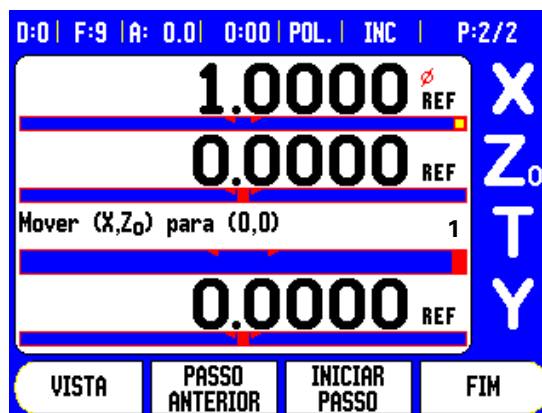 D:0 | F:9 | A: 0.0 | 0:00 | POL. | INC | P:2/2
1.0000 Ø REF X
0.0000 REF Z0
Mover (X,Z0) para (0,0) 1 T
0.0000 REF Y
VISTA PASSO ANTERIOR INICIAR PASSO FIM